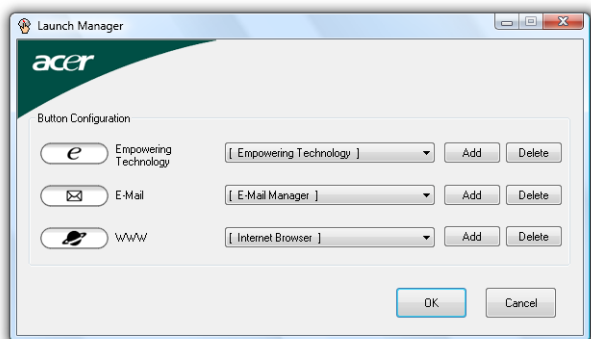 Launch Manager
acer
Button Configuration
e Empowering Technology [ Empowering Technology ] Add Delete
E-Mail [ E-Mail Manager ] Add Delete
WWW [ Internet Browser ] Add Delete
OK Cancel